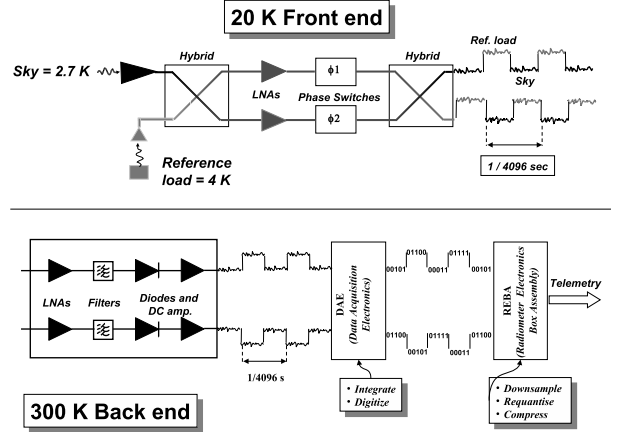 20 K Front end
Hybrid
Hybrid
Ref. load
Sky = 2.7 K
ϕ1
LNAs
Phase Switches
Sky
ϕ2
Reference
load = 4 K
1 / 4096 sec
LNAs
Filters
Diodes and
DC amp.
1/4096 s
DAE
(Data Acquisition
Electronics)
01100
01111
00101
00011
00101
01100
01111
01100
00101
00011
REBA
(Radiometer Electronics
Box Assembly)
Telemetry
• Integrate
• Digitize
• Downsample
• Requantise
• Compress
300 K Back end